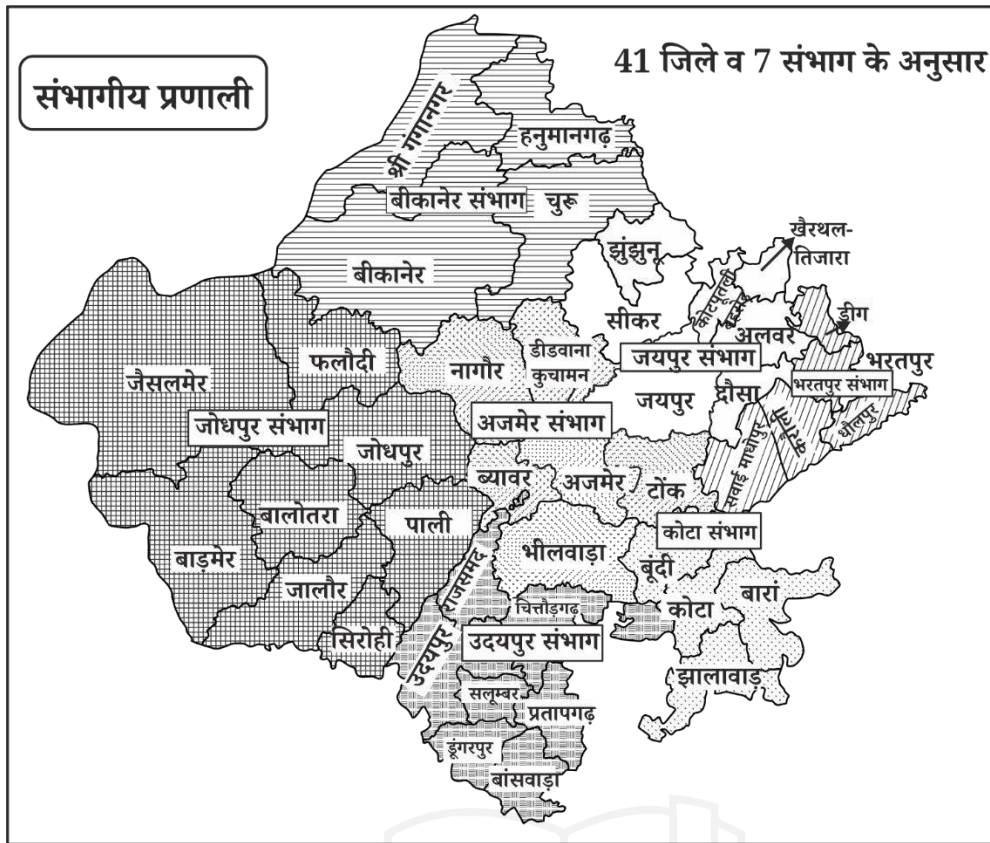 41 जिले व 7 संभाग के अनुसार
संभागीय प्रणाली
श्री गंगानगर
हनुमानगढ़
बीकानेर संभाग
चुरू
झुंझुनू
खैरथल-
तिजारा
बीकानेर
कोटपूतली
बहरोड़
सीकर
अलवर
डीग
फलौदी
नागौर
डीडवाना
कुचामन
जयपुर संभाग
भरतपुर
जैसलमेर
जयपुर
दौसा
भरतपुर संभाग
जोधपुर संभाग
अजमेर संभाग
धौलपुर
करौली
जोधपुर
सवाई माधोपुर
ब्यावर
अजमेर
टोंक
बालोतरा
पाली
कोटा संभाग
बाड़मेर
भीलवाड़ा
बूंदी
जालौर
राजसमंद
बारां
चित्तौड़गढ़
कोटा
सिरोही
उदयपुर
उदयपुर संभाग
झालावाड़
सलूम्बर
प्रतापगढ़
डूंगरपुर
बांसवाड़ा